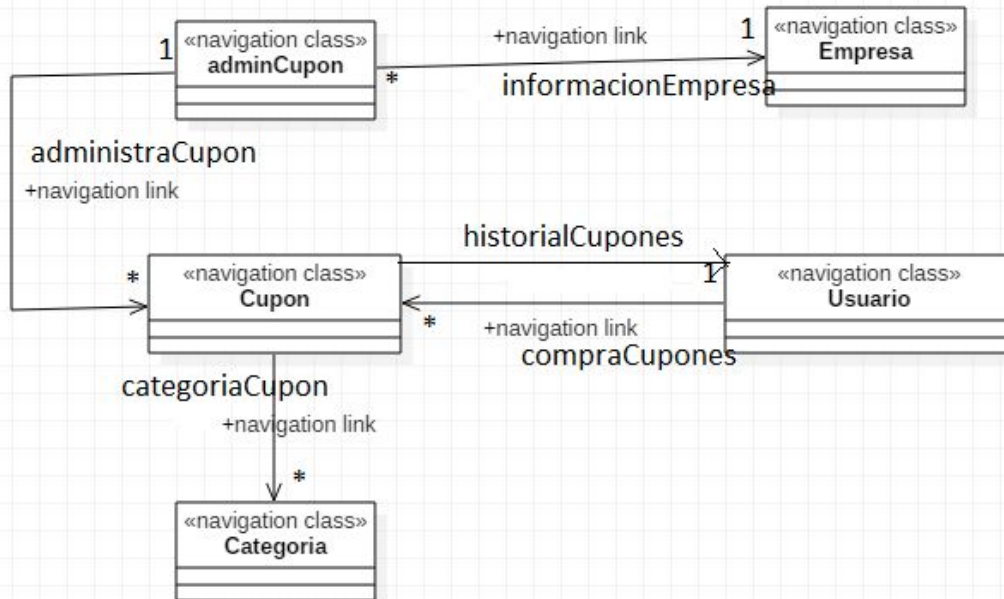 «navigation class»
adminCupon
1
*
+navigation link
1
informacionEmpresa
«navigation class»
Empresa
administraCupon
+navigation link
*
«navigation class»
Cupon
historialCupones
1
*
+navigation link
compraCupones
«navigation class»
Usuario
categoriaCupon
+navigation link
*
«navigation class»
Categoria